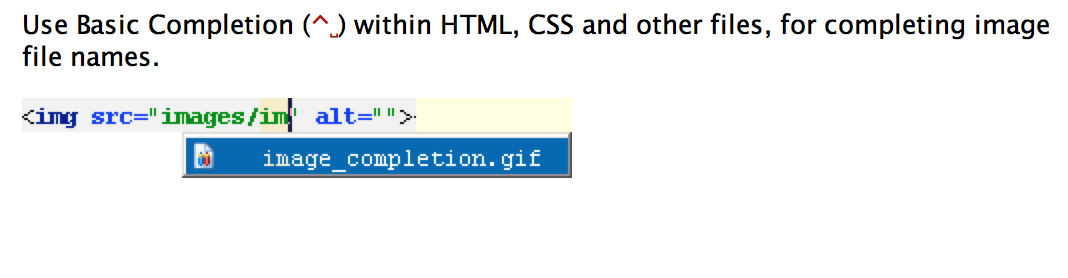 Use Basic Completion (^⎵) within HTML, CSS and other files, for completing image
file names.
<img src="images/im" alt="">
image_completion.gif